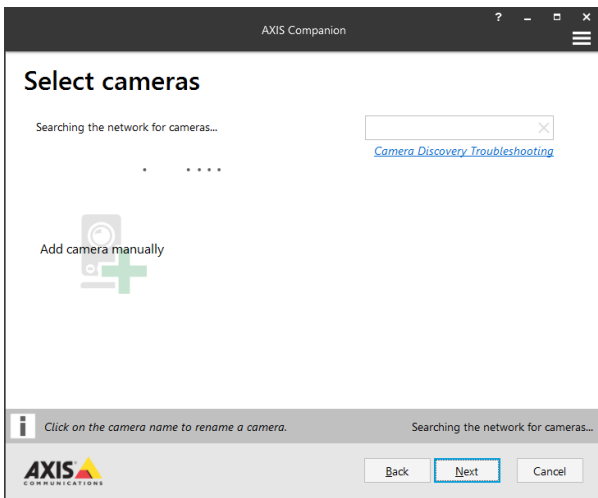 AXIS Companion
?
Select cameras
Searching the network for cameras...
Camera Discovery Troubleshooting
Add camera manually
i
Click on the camera name to rename a camera.
Searching the network for cameras...
AXIS
COMMUNICATIONS
Back
Next
Cancel